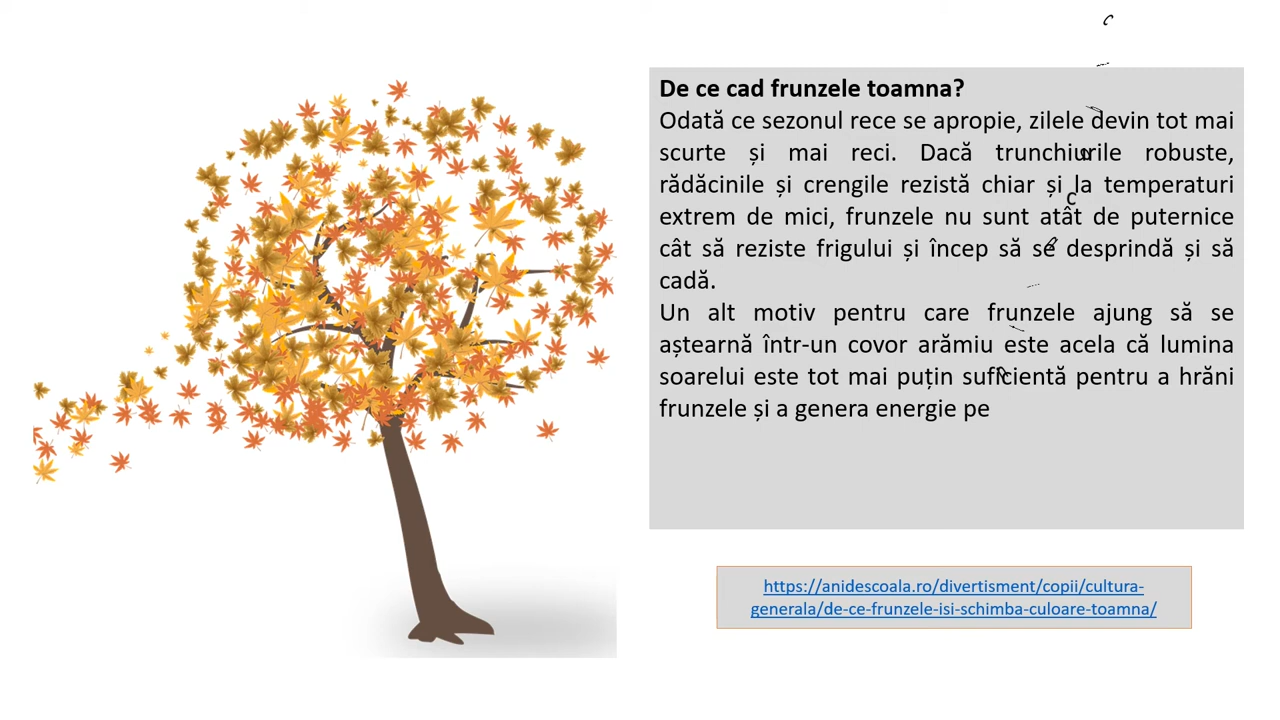 De ce cad frunzele toamna?
Odată ce sezonul rece se apropie, zilele devin tot mai
scurte și mai reci. Dacă trunchiurile robuste,
rădăcinile și crengile rezistă chiar și la temperaturi
extrem de mici, frunzele nu sunt atât de puternice
cât să reziste frigului și încep să se desprindă și să
cadă.
Un alt motiv pentru care frunzele ajung să se
aștearnă într-un covor arămiu este acela că lumina
soarelui este tot mai puțin suficientă pentru a hrăni
frunzele și a genera energie pe
https://anidescoala.ro/divertisment/copii/cultura-
generala/de-ce-frunzele-isi-schimba-culoare-toamna/